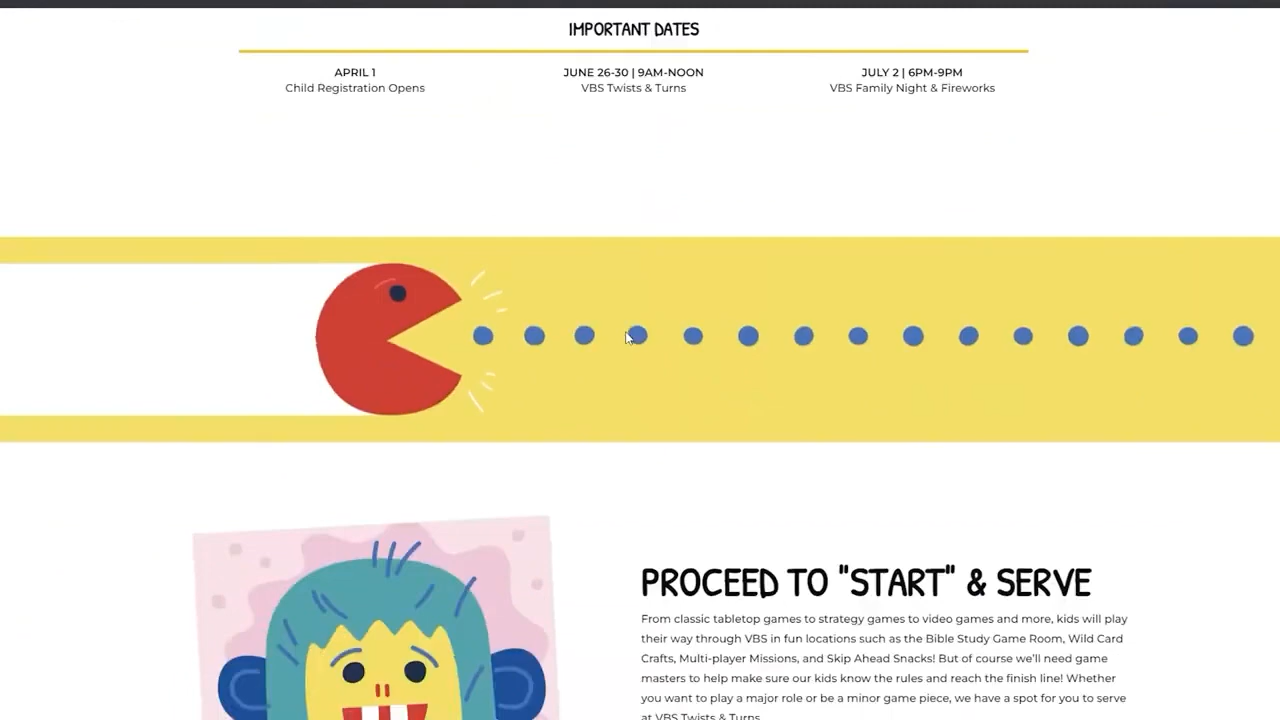 IMPORTANT DATES
APRIL 1
Child Registration Opens
JUNE 26-30 | 9AM-NOON
VBS Twists & Turns
JULY 2 | 6PM-9PM
VBS Family Night & Fireworks
PROCEED TO "START" & SERVE
From classic tabletop games to strategy games to video games and more, kids will play
their way through VBS in fun locations such as the Bible Study Game Room, Wild Card
Crafts, Multi-player Missions, and Skip Ahead Snacks! But of course we'll need game
masters to help make sure our kids know the rules and reach the finish line! Whether
you want to play a major role or be a minor game piece, we have a spot for you to serve
at VBS Twists & Turns